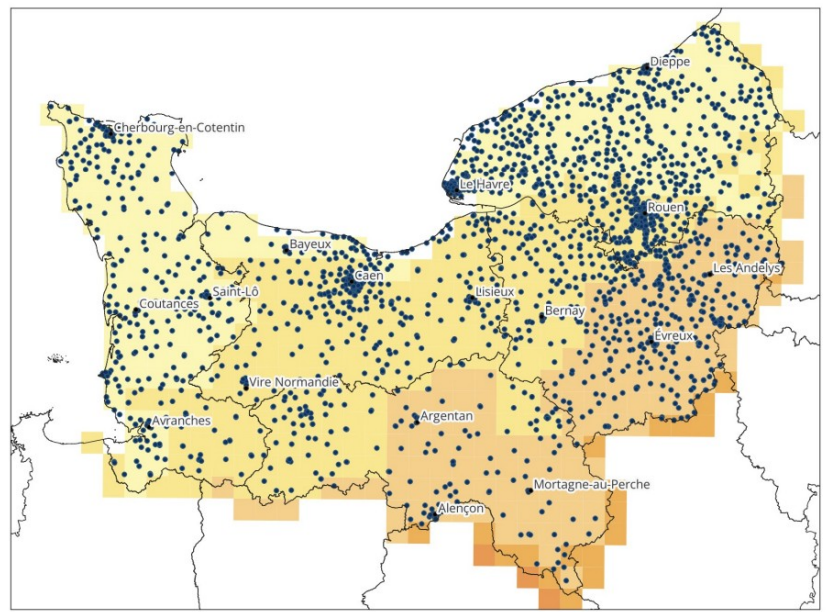 Dieppe
Cherbourg-en-Cotentin
Le Havre
Rouen
Bayeux
Les Andelys
Caen
Saint-Lô
Lisieux
Coutances
Bernay
Évreux
Vire Normandie
Argentan
Avranches
Mortagne-au-Perche
Alençon